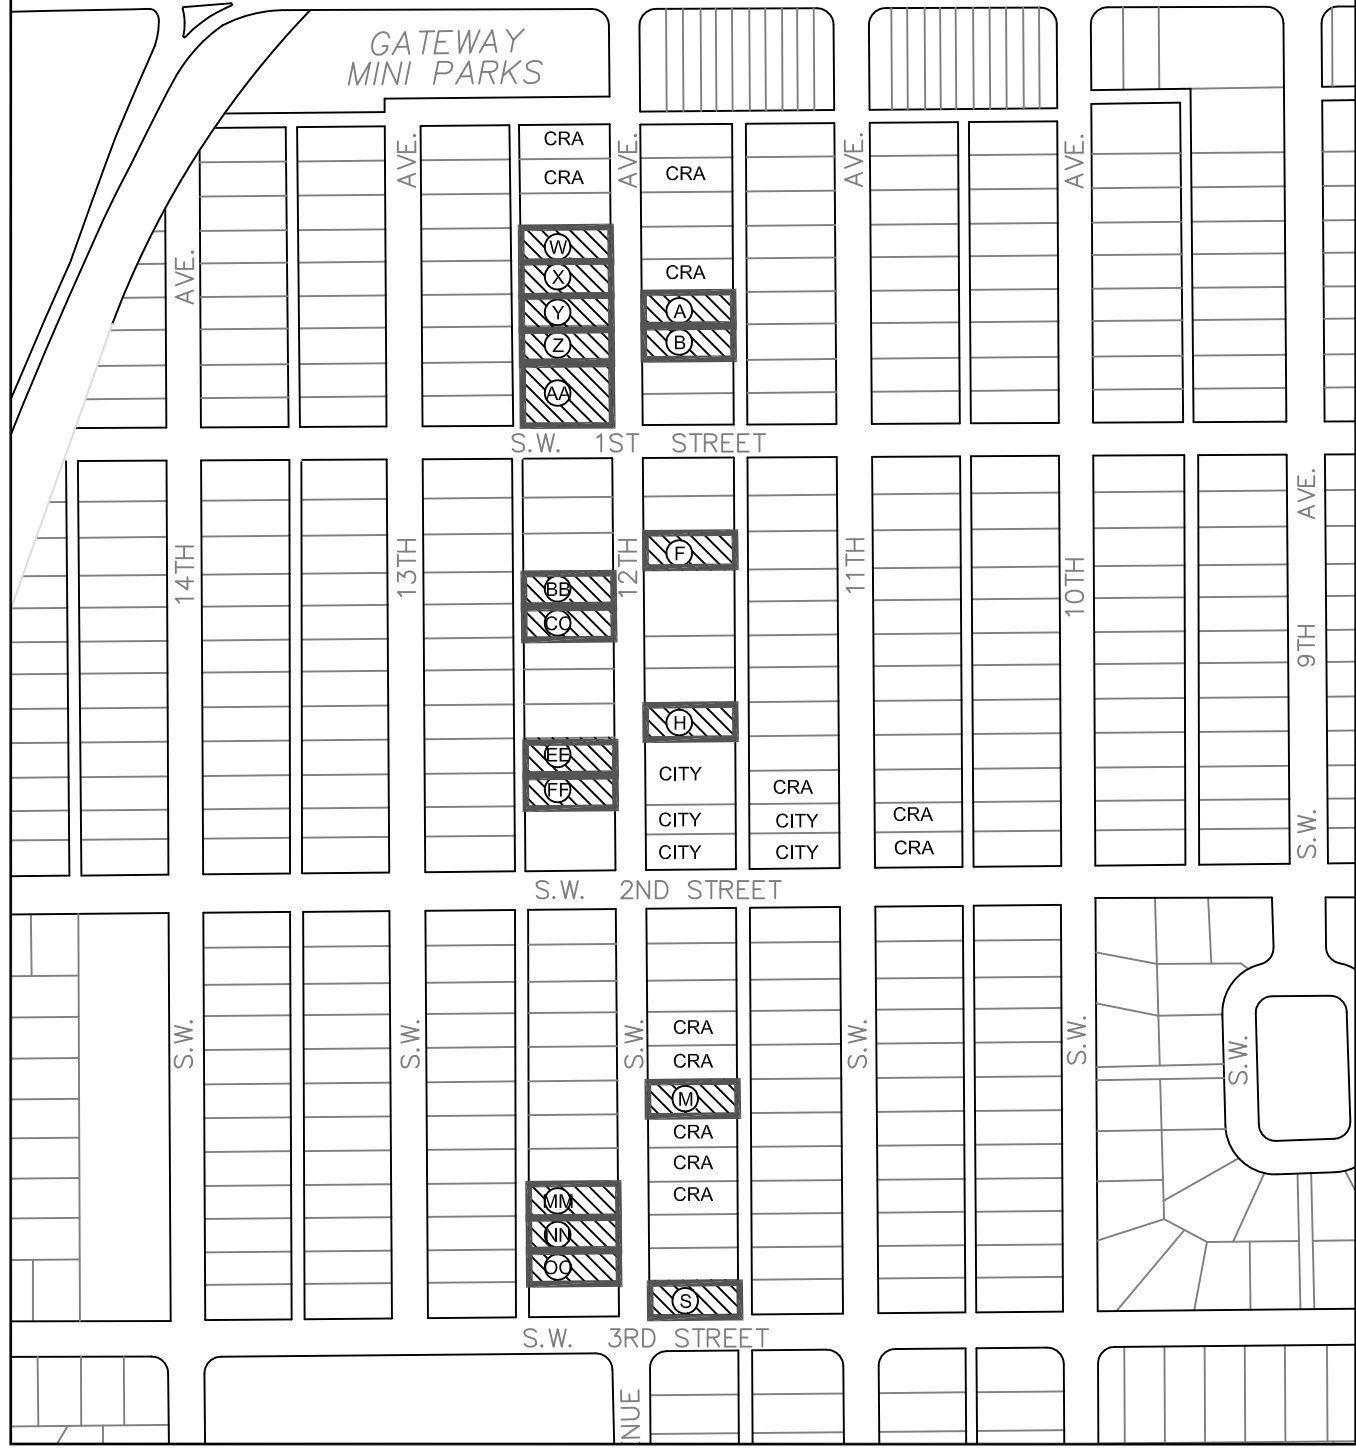 GATEWAY
MINI PARKS
CRA
CRA
CRA
CRA
AVE.
AVE.
AVE.
AVE.
AVE.
W
X
Y
Z
AA
A
B
S.W. 1ST STREET
AVE.
14TH
13TH
12TH
11TH
10TH
9TH
F
BB
CC
H
EE
FF
CITY
CRA
CITY
CITY
CRA
CITY
CITY
CRA
S.W.
S.W. 2ND STREET
CRA
CRA
M
CRA
CRA
CRA
S.W.
S.W.
S.W.
S.W.
S.W.
S.W.
MM
NN
OO
S
S.W. 3RD STREET
NUE